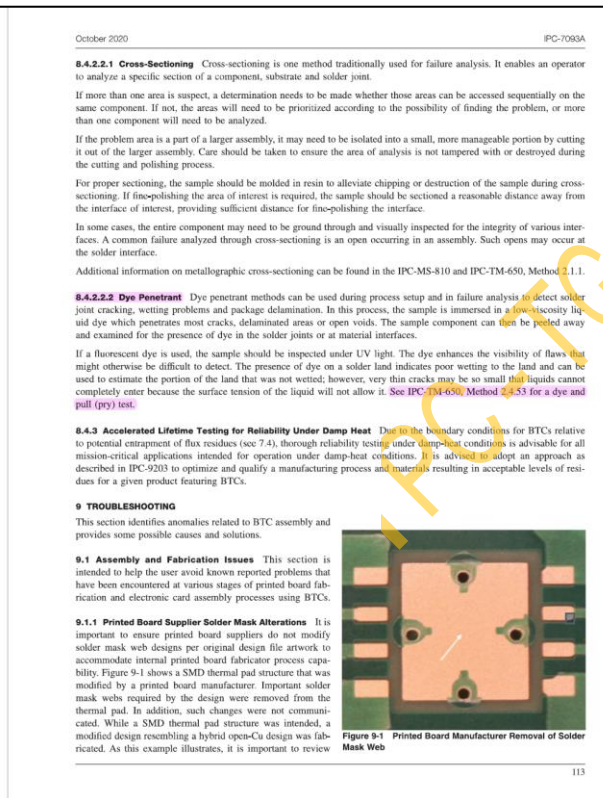 October 2020
IPC-7093A
8.4.2.2.1 Cross-Sectioning Cross-sectioning is one method traditionally used for failure analysis. It enables an operator
to analyze a specific section of a component, substrate and solder joint.
If more than one area is suspect, a determination needs to be made whether those areas can be accessed sequentially on the
same component. If not, the areas will need to be prioritized according to the possibility of finding the problem, or more
than one component will need to be analyzed.
If the problem area is a part of a larger assembly, it may need to be isolated into a small, more manageable portion by cutting
it out of the larger assembly. Care should be taken to ensure the area of analysis is not tampered with or destroyed during
the cutting and polishing process.
For proper sectioning, the sample should be molded in resin to alleviate chipping or destruction of the sample during cross-
sectioning. If fine-polishing the area of interest is required, the sample should be sectioned a reasonable distance away from
the interface of interest, providing sufficient distance for fine-polishing the interface.
In some cases, the entire component may need to be ground through and visually inspected for the integrity of various inter-
faces. A common failure analyzed through cross-sectioning is an open occurring in an assembly. Such opens may occur at
the solder interface.
Additional information on metallographic cross-sectioning can be found in the IPC-MS-810 and IPC-TM-650, Method 2.1.1.
8.4.2.2.2 Dye Penetrant Dye penetrant methods can be used during process setup and in failure analysis to detect solder
joint cracking, wetting problems and package delamination. In this process, the sample is immersed in a low-viscosity liq-
uid dye which penetrates most cracks, delaminated areas or open voids. The sample component can then be peeled away
and examined for the presence of dye in the solder joints or at material interfaces.
If a fluorescent dye is used, the sample should be inspected under UV light. The dye enhances the visibility of flaws that
might otherwise be difficult to detect. The presence of dye on a solder land indicates poor wetting to the land and can be
used to estimate the portion of the land that was not wetted; however, very thin cracks may be so small that liquids cannot
completely enter because the surface tension of the liquid will not allow it. See IPC-TM-650, Method 2.4.53 for a dye and
pull (pry) test.
8.4.3 Accelerated Lifetime Testing for Reliability Under Damp Heat Due to the boundary conditions for BTCs relative
to potential entrapment of flux residues (see 7.4), thorough reliability testing under damp-heat conditions is advisable for all
mission-critical applications intended for operation under damp-heat conditions. It is advised to adopt an approach as
described in IPC-9203 to optimize and qualify a manufacturing process and materials resulting in acceptable levels of resi-
dues for a given product featuring BTCs.
9 TROUBLESHOOTING
This section identifies anomalies related to BTC assembly and
provides some possible causes and solutions.
9.1 Assembly and Fabrication Issues This section is
intended to help the user avoid known reported problems that
have been encountered at various stages of printed board fab-
rication and electronic card assembly processes using BTCs.
9.1.1 Printed Board Supplier Solder Mask Alterations It is
important to ensure printed board suppliers do not modify
solder mask web designs per original design file artwork to
accommodate internal printed board fabricator process capa-
bility. Figure 9-1 shows a SMD thermal pad structure that was
modified by a printed board manufacturer. Important solder
mask webs required by the design were removed from the
thermal pad. In addition, such changes were not communi-
cated. While a SMD thermal pad structure was intended, a
modified design resembling a hybrid open-Cu design was fab-
ricated. As this example illustrates, it is important to review
Figure 9-1 Printed Board Manufacturer Removal of Solder
Mask Web
113
IPC-TG